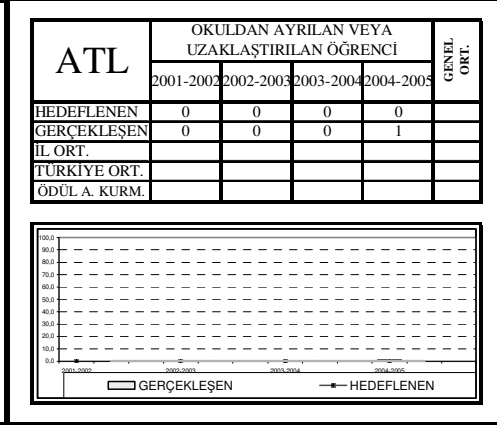 ATL
OKULDAN AYRILAN VEYA
UZAKLAŞTIRILAN ÖĞRENCİ
GENEL
ORT.
2001-2002 2002-2003 2003-2004 2004-2005
HEDEFLENEN 0 0 0 0
GERÇEKLEŞEN 0 0 0 1
İL ORT.
TÜRKİYE ORT.
ÖDÜL A. KURM.
100,0
90,0
80,0
70,0
60,0
50,0
40,0
30,0
20,0
10,0
0,0
2001-2002 2002-2003 2003-2004 2004-2005
GERÇEKLEŞEN HEDEFLENEN